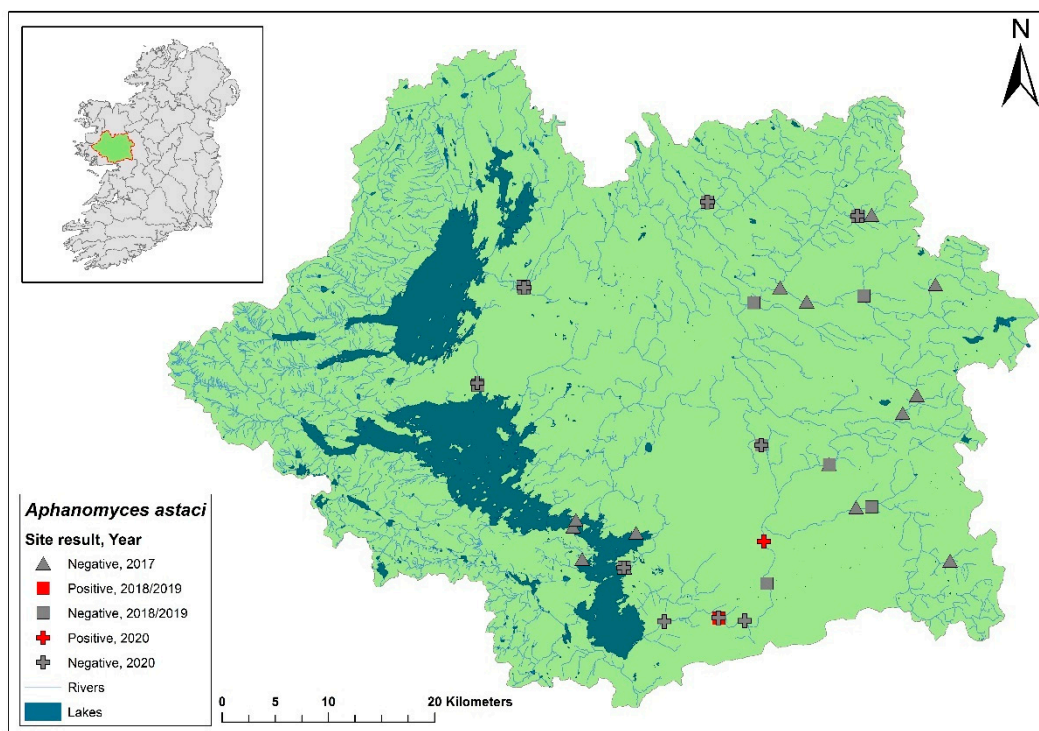 N
Aphanomyces astaci
Site result, Year
Negative, 2017
Positive, 2018/2019
Negative, 2018/2019
Positive, 2020
Negative, 2020
Rivers
Lakes
0 5 10 20 Kilometers